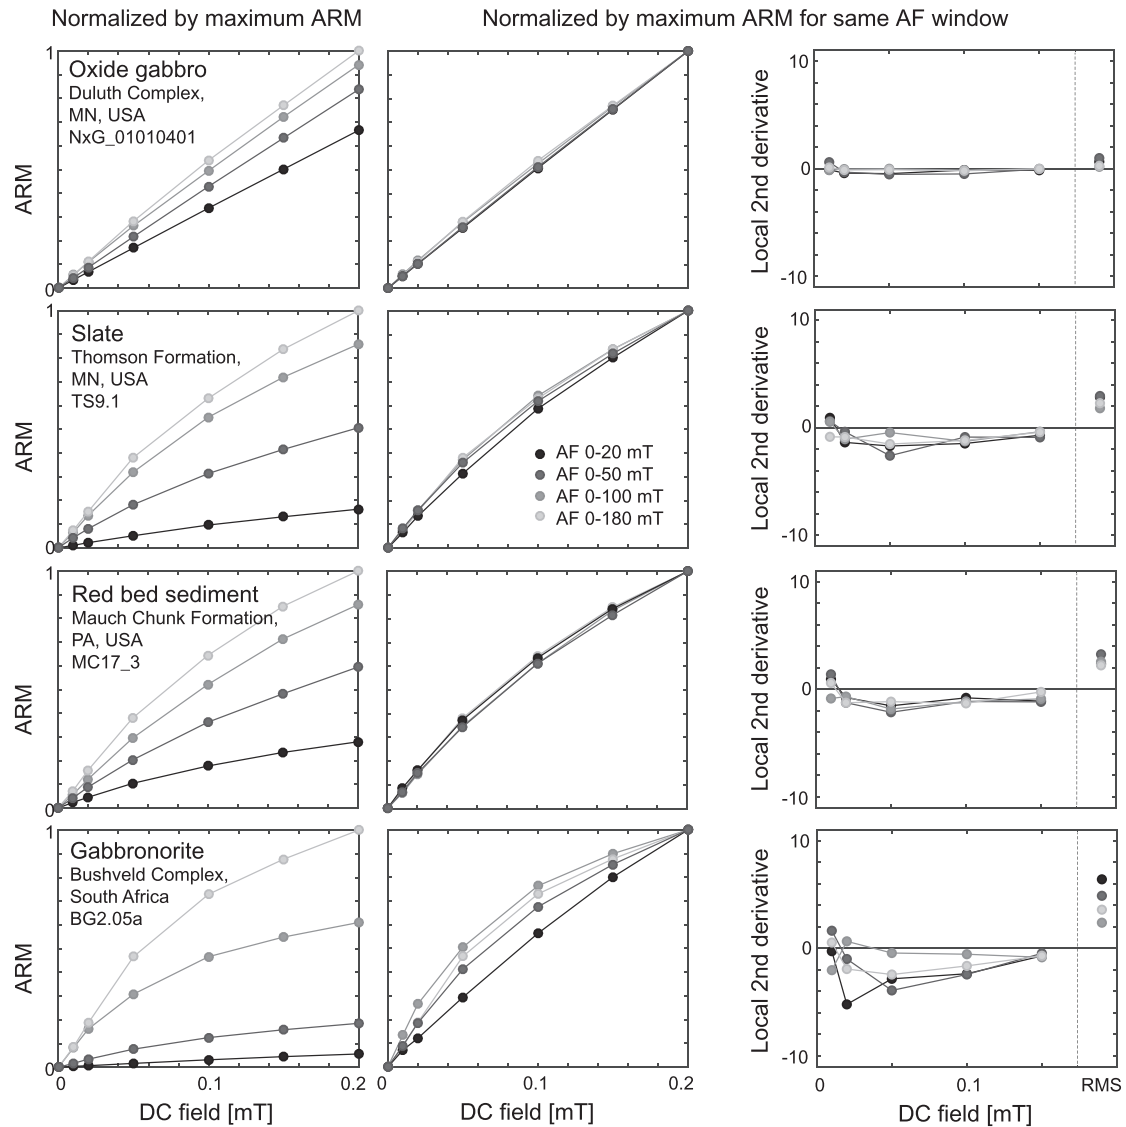 Normalized by maximum ARM
Normalized by maximum ARM for same AF window
1
Oxide gabbro
Duluth Complex,
MN, USA
NxG_01010401
ARM
0
Local 2nd derivative
10
0
-10
1
Slate
Thomson Formation,
MN, USA
TS9.1
ARM
0
AF 0-20 mT
AF 0-50 mT
AF 0-100 mT
AF 0-180 mT
Local 2nd derivative
10
0
-10
1
Red bed sediment
Mauch Chunk Formation,
PA, USA
MC17_3
ARM
0
Local 2nd derivative
10
0
-10
1
Gabbronorite
Bushveld Complex,
South Africa
BG2.05a
ARM
0
Local 2nd derivative
10
0
-10
0 0.1 0.2
DC field [mT]
0 0.1 0.2
DC field [mT]
0 0.1 RMS
DC field [mT]